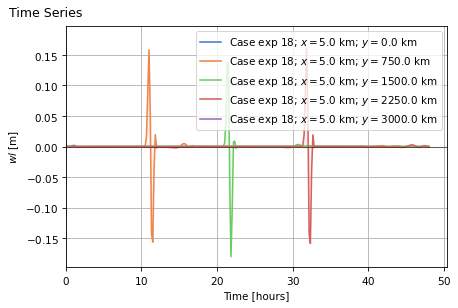 Time Series
Case exp 18; x = 5.0 km; y = 0.0 km
Case exp 18; x = 5.0 km; y = 750.0 km
Case exp 18; x = 5.0 km; y = 1500.0 km
Case exp 18; x = 5.0 km; y = 2250.0 km
Case exp 18; x = 5.0 km; y = 3000.0 km
0.15
0.10
0.05
0.00
−0.05
−0.10
−0.15
wl [m]
0 10 20 30 40 50
Time [hours]